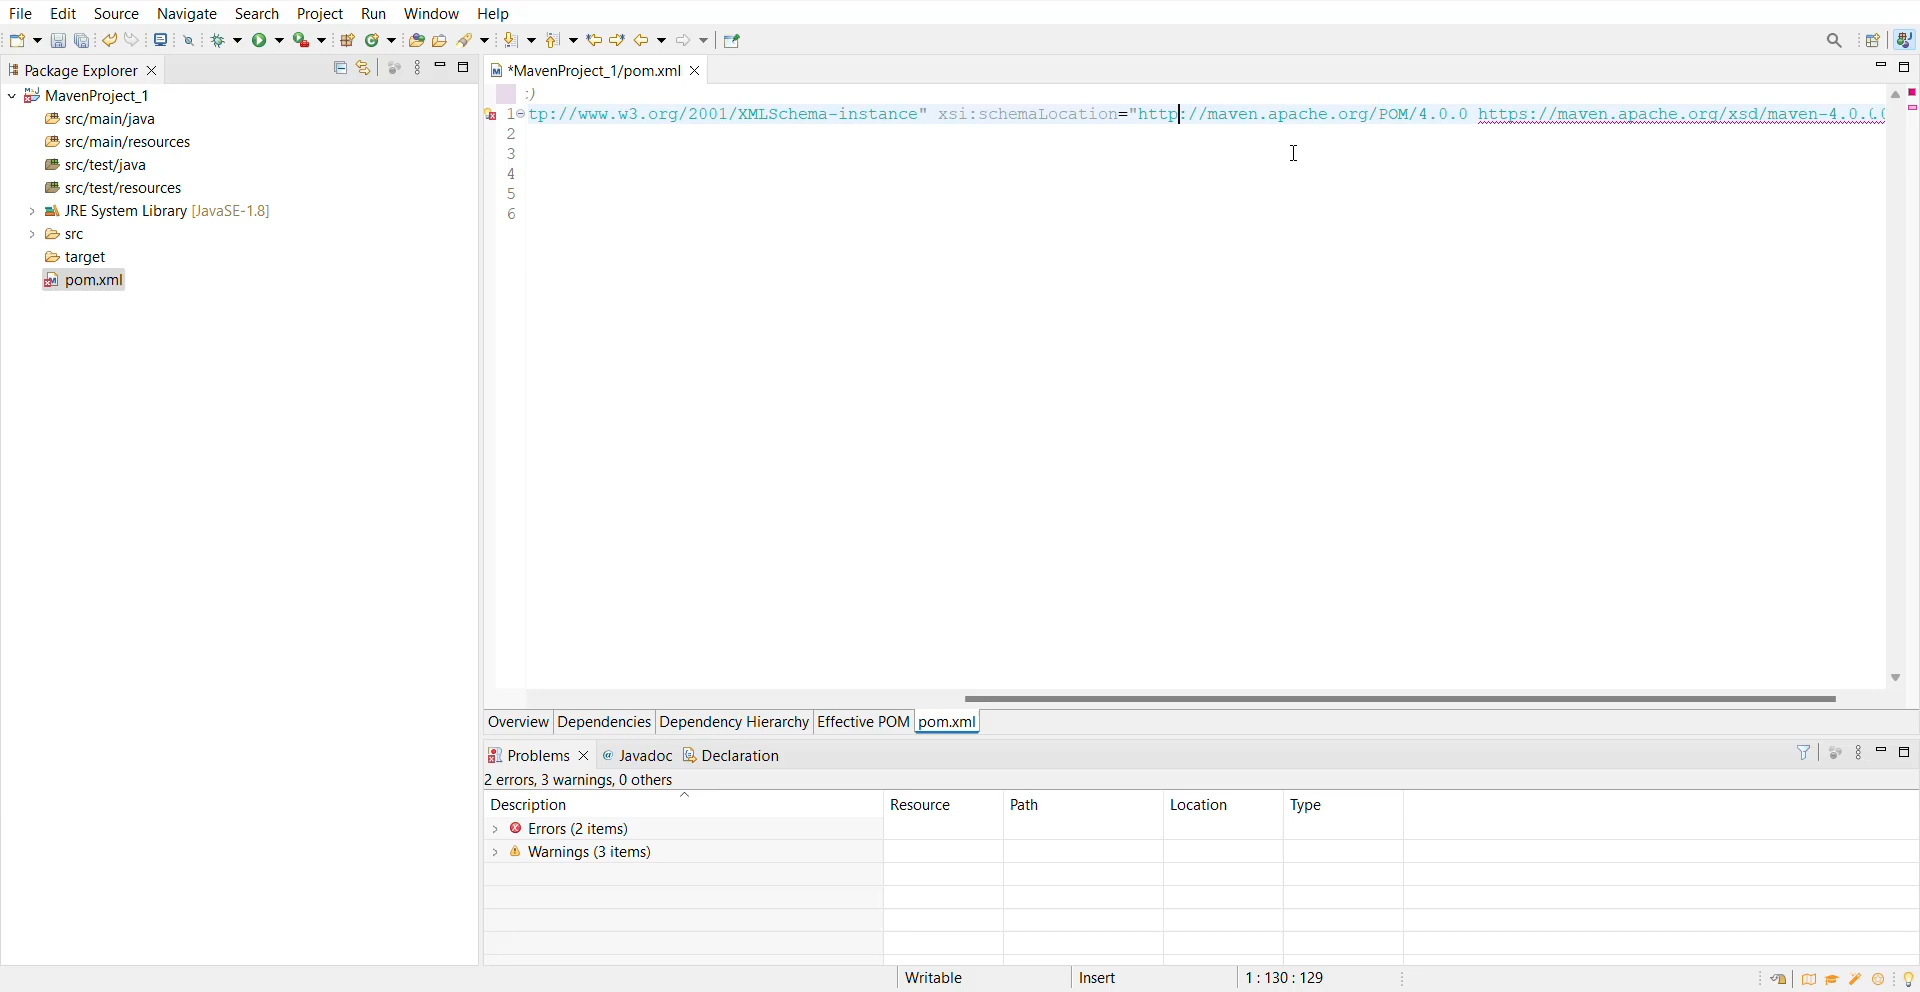 File Edit Source Navigate Search Project Run Window Help
Package Explorer
*MavenProject_1/pom.xml
MavenProject_1
src/main/java
src/main/resources
src/test/java
src/test/resources
JRE System Library [JavaSE-1.8]
src
target
pom.xml
:)
1 tp://www.w3.org/2001/XMLSchema-instance" xsi:schemaLocation="http://maven.apache.org/POM/4.0.0 https://maven.apache.org/xsd/maven-4.0.
2
3
4
5
6
Overview Dependencies Dependency Hierarchy Effective POM pom.xml
Problems @ Javadoc Declaration
2 errors, 3 warnings, 0 others
Description Resource Path Location Type
Errors (2 items)
Warnings (3 items)
Writable Insert 1 : 130 : 129